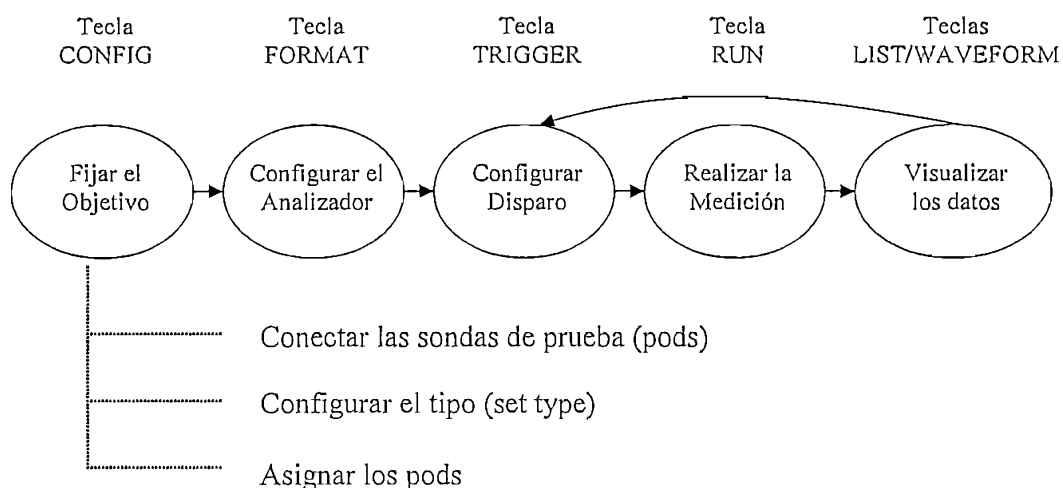 Tecla
CONFIG
Tecla
FORMAT
Tecla
TRIGGER
Tecla
RUN
Teclas
LIST/WAVEFORM
Fijar el
Objetivo
Configurar el
Analizador
Configurar
Disparo
Realizar la
Medición
Visualizar
los datos
Conectar las sondas de prueba (pods)
Configurar el tipo (set type)
Asignar los pods